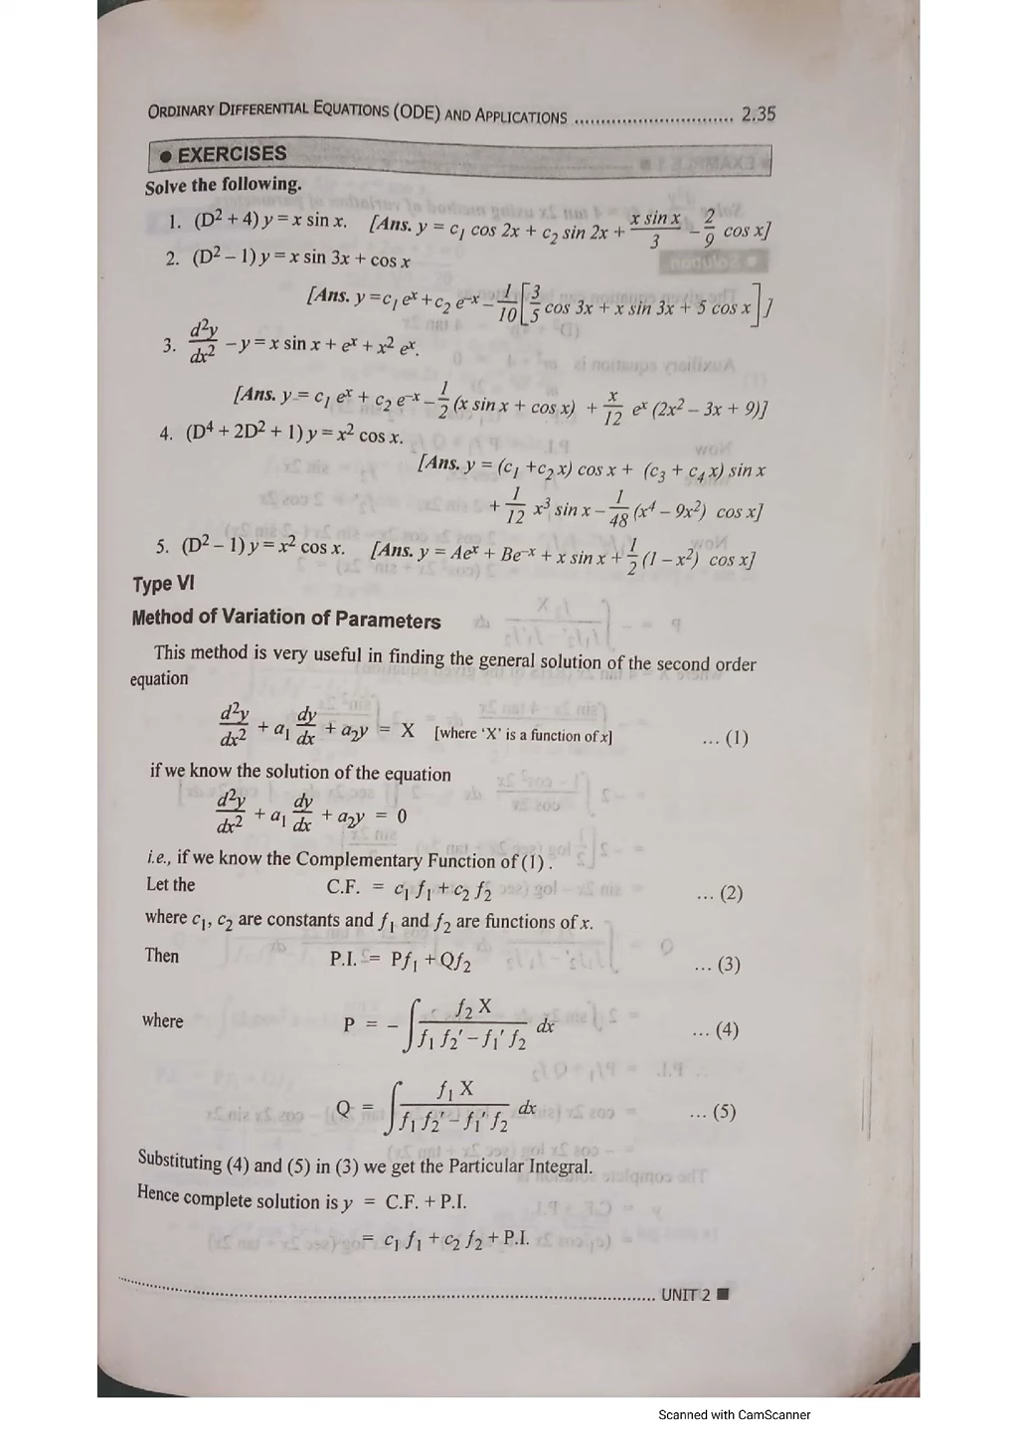 ORDINARY DIFFERENTIAL EQUATIONS (ODE) AND APPLICATIONS .............................. 2.35
● EXERCISES
Solve the following.
1. (D² + 4) y = x sin x. [Ans. y = c₁ cos 2x + c₂ sin 2x + x sin x / 3 – 2/9 cos x]
2. (D² – 1) y = x sin 3x + cos x
[Ans. y = c₁ eˣ + c₂ e⁻ˣ – 1/10 [3/5 cos 3x + x sin 3x + 5 cos x]]
3. d²y/dx² – y = x sin x + eˣ + x² eˣ.
[Ans. y = c₁ eˣ + c₂ e⁻ˣ – 1/2 (x sin x + cos x) + x/12 eˣ (2x² – 3x + 9)]
4. (D⁴ + 2D² + 1) y = x² cos x.
[Ans. y = (c₁ + c₂ x) cos x + (c₃ + c₄ x) sin x
+ 1/12 x³ sin x – 1/48 (x⁴ – 9x²) cos x]
5. (D² – 1) y = x² cos x. [Ans. y = Aeˣ + Be⁻ˣ + x sin x + 1/2 (1 – x²) cos x]
Type VI
Method of Variation of Parameters
This method is very useful in finding the general solution of the second order
equation
d²y/dx² + a₁ dy/dx + a₂y = X [where 'X' is a function of x] ... (1)
if we know the solution of the equation
d²y/dx² + a₁ dy/dx + a₂y = 0
i.e., if we know the Complementary Function of (1) .
Let the C.F. = c₁ f₁ + c₂ f₂ ... (2)
where c₁, c₂ are constants and f₁ and f₂ are functions of x.
Then P.I. = Pf₁ + Qf₂ ... (3)
where P = – ∫ f₂ X / (f₁ f₂′ – f₁′ f₂) dx ... (4)
Q = ∫ f₁ X / (f₁ f₂′ – f₁′ f₂) dx ... (5)
Substituting (4) and (5) in (3) we get the Particular Integral.
Hence complete solution is y = C.F. + P.I.
= c₁ f₁ + c₂ f₂ + P.I.
.............................. UNIT 2 ■
Scanned with CamScanner